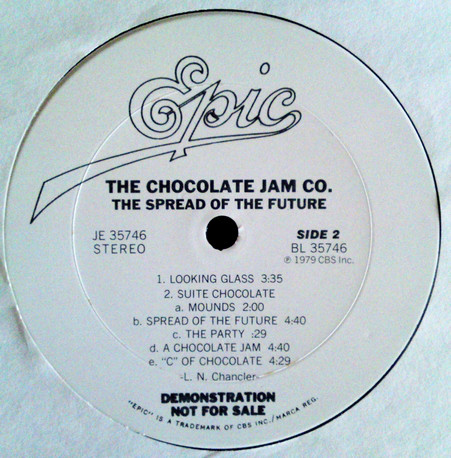 Epic
THE CHOCOLATE JAM CO.
THE SPREAD OF THE FUTURE
JE 35746
STEREO
SIDE 2
BL 35746
℗ 1979 CBS Inc.
1. LOOKING GLASS 3:35
2. SUITE CHOCOLATE
a. MOUNDS 2:00
b. SPREAD OF THE FUTURE 4:40
c. THE PARTY :29
d. A CHOCOLATE JAM 4:40
e. "C" OF CHOCOLATE 4:29
-L. N. Chancler-
DEMONSTRATION
NOT FOR SALE
"EPIC" IS A TRADEMARK OF CBS INC./MARCA REG.